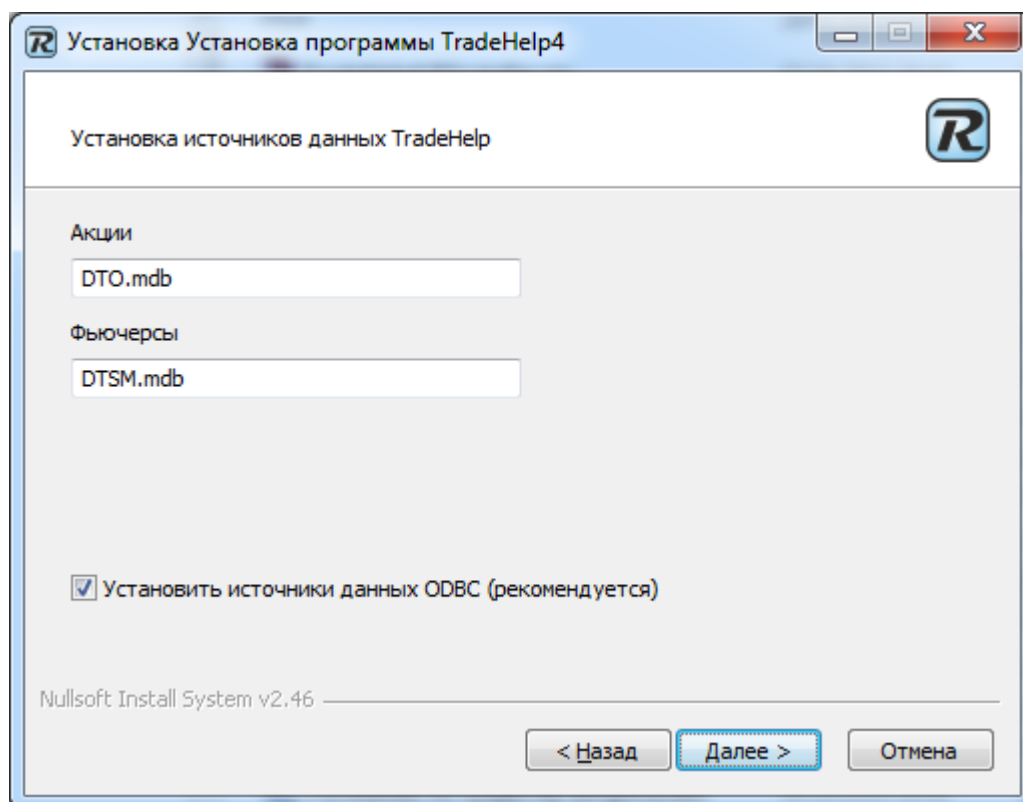 Установка Установка программы TradeHelp4
Установка источников данных TradeHelp
Акции
DTO.mdb
Фьючерсы
DTSM.mdb
Установить источники данных ODBC (рекомендуется)
Nullsoft Install System v2.46
< Назад Далее > Отмена